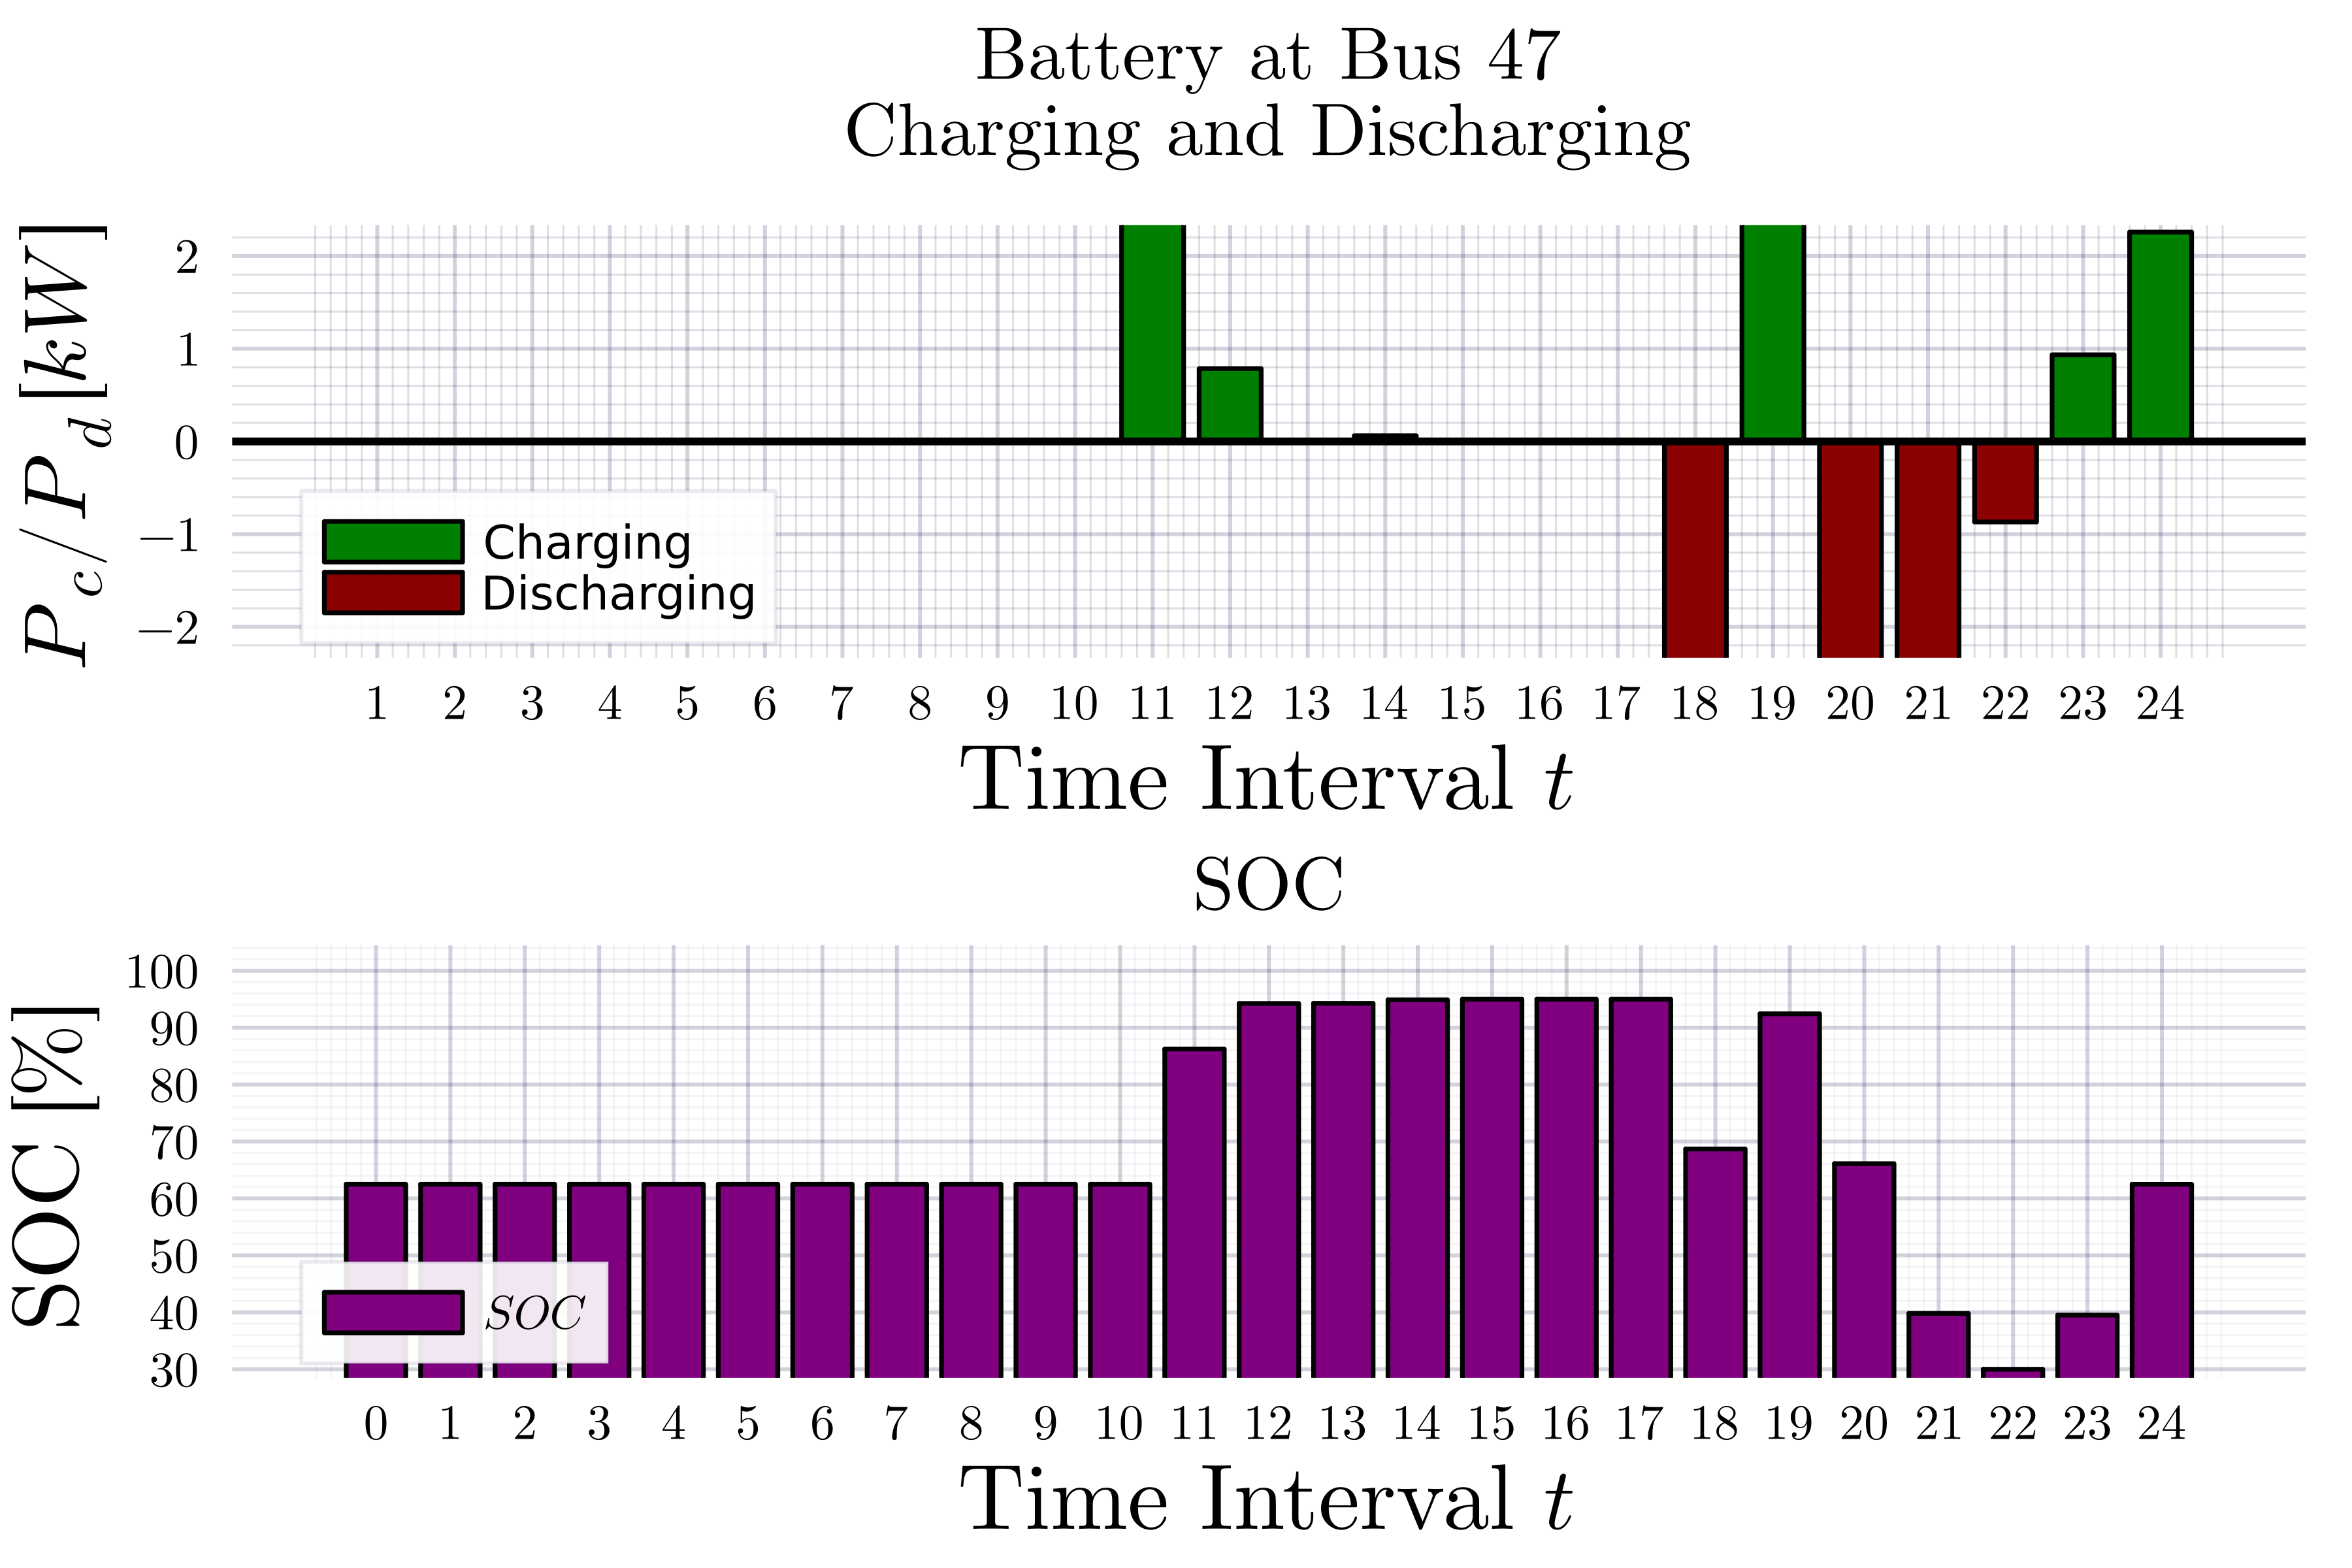 Battery at Bus 47
Charging and Discharging
P_c/P_d [kW]
2
1
0
−1
−2
Charging
Discharging
1 2 3 4 5 6 7 8 9 10 11 12 13 14 15 16 17 18 19 20 21 22 23 24
Time Interval t
SOC
SOC [%]
100
90
80
70
60
50
40
30
SOC
0 1 2 3 4 5 6 7 8 9 10 11 12 13 14 15 16 17 18 19 20 21 22 23 24
Time Interval t